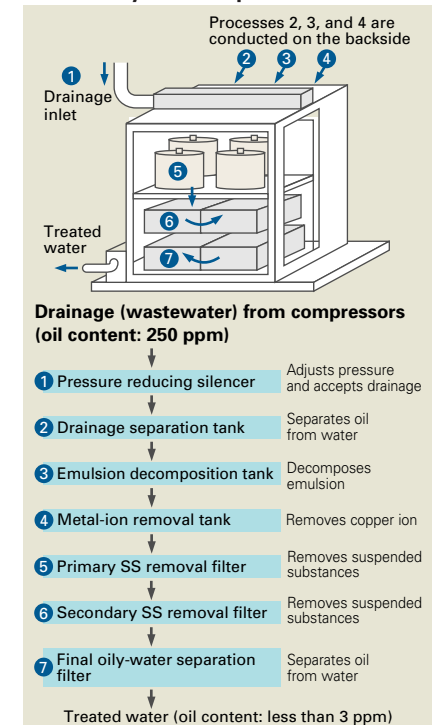 Processes 2, 3, and 4 are
conducted on the backside
2 3 4
1
Drainage
inlet
5
6
Treated
water
7
Drainage (wastewater) from compressors
(oil content: 250 ppm)
1 Pressure reducing silencer
Adjusts pressure
and accepts drainage
2 Drainage separation tank
Separates oil
from water
3 Emulsion decomposition tank
Decomposes
emulsion
4 Metal-ion removal tank
Removes copper ion
5 Primary SS removal filter
Removes suspended
substances
6 Secondary SS removal filter
Removes suspended
substances
7 Final oily-water separation
filter
Separates oil
from water
Treated water (oil content: less than 3 ppm)